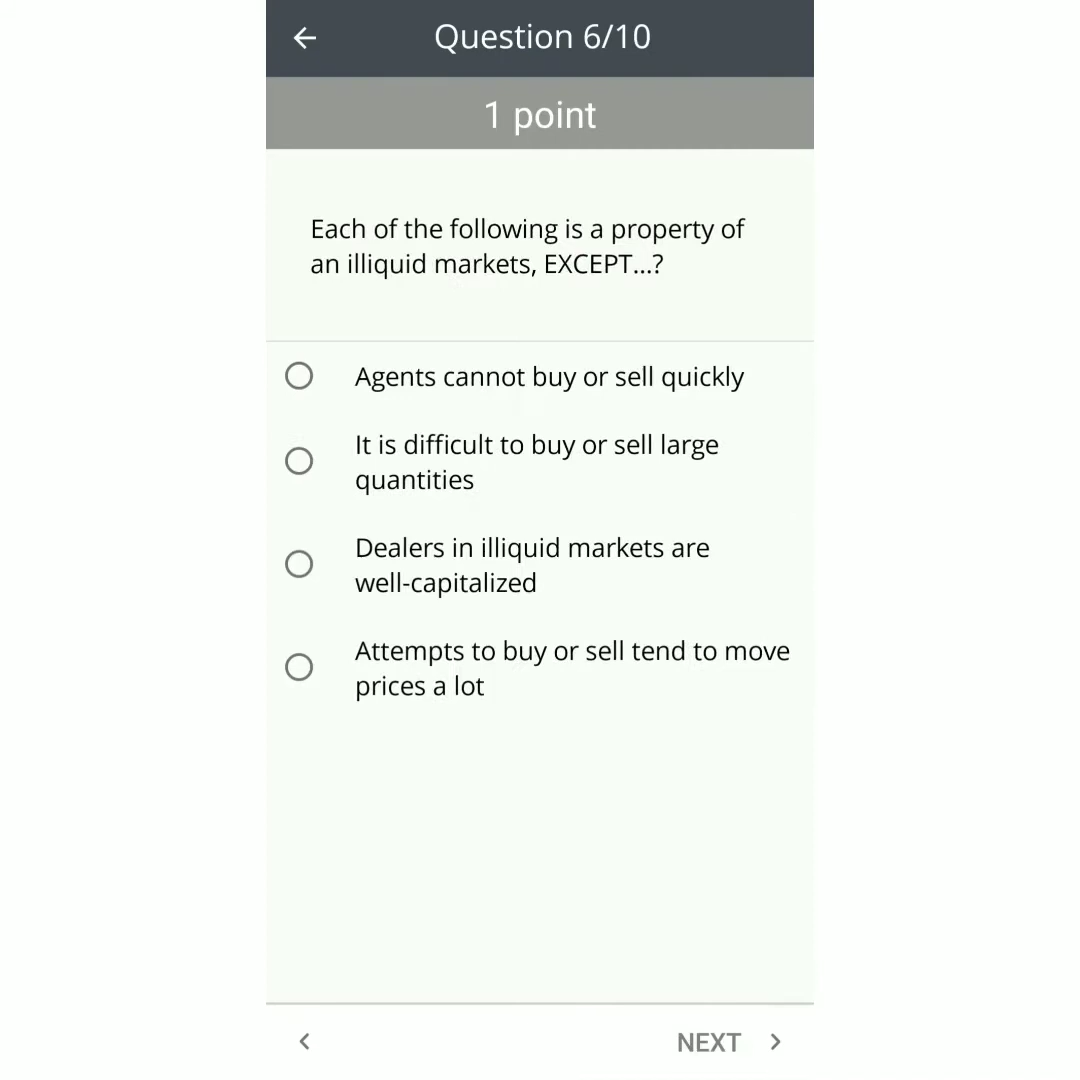 Question 6/10
1 point
Each of the following is a property of
an illiquid markets, EXCEPT...?
Agents cannot buy or sell quickly
It is difficult to buy or sell large
quantities
Dealers in illiquid markets are
well-capitalized
Attempts to buy or sell tend to move
prices a lot
NEXT